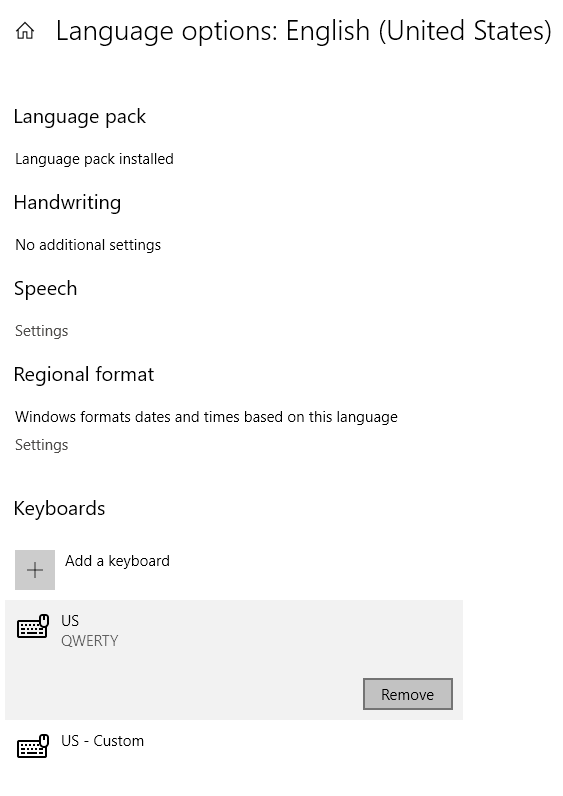 Language options: English (United States)
Language pack
Language pack installed
Handwriting
No additional settings
Speech
Settings
Regional format
Windows formats dates and times based on this language
Settings
Keyboards
Add a keyboard
US
QWERTY
Remove
US - Custom